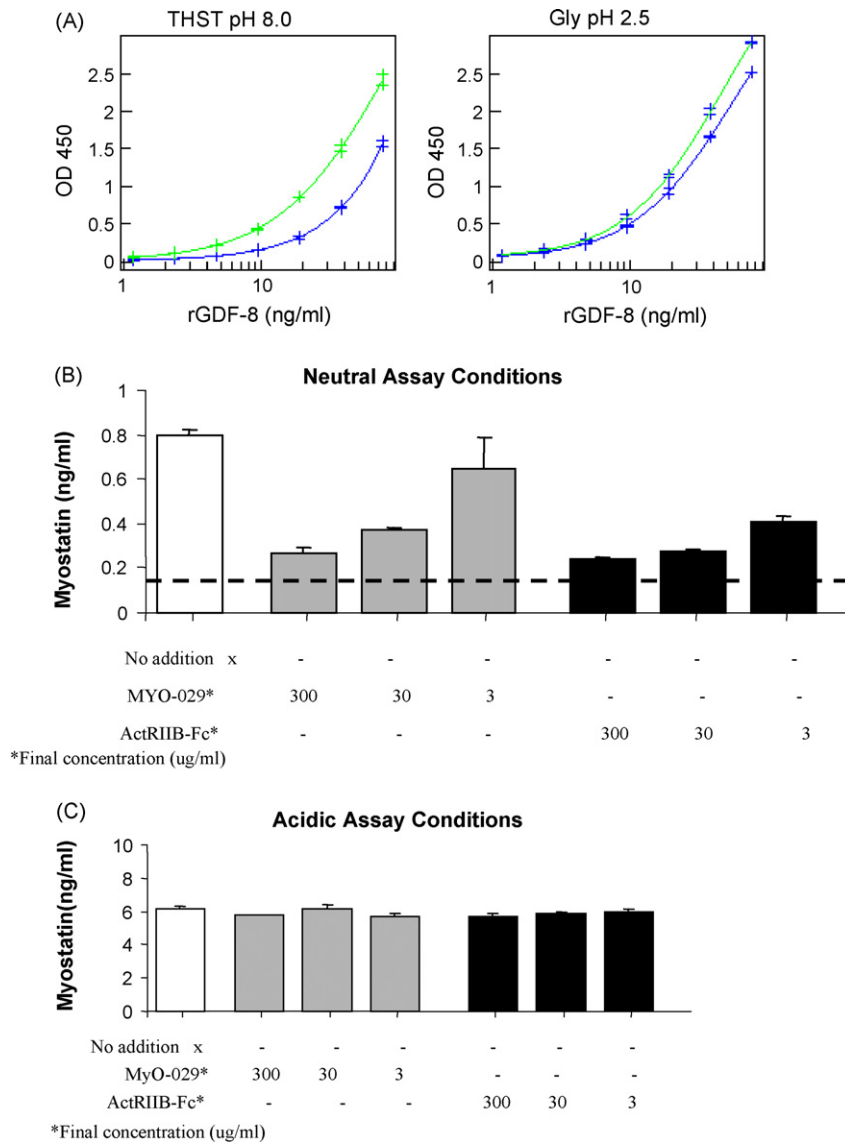 (A) THST pH 8.0 Gly pH 2.5
2.5 2.5
2 2
1.5 1.5
1 1
0.5 0.5
0 0
OD 450 OD 450
1 10 1 10
rGDF-8 (ng/ml) rGDF-8 (ng/ml)
(B) Neutral Assay Conditions
Myostatin (ng/ml)
1
0.8
0.6
0.4
0.2
0
No addition x - - - - - -
MYO-029* 300 30 3 - - -
ActRIIB-Fc* - - - 300 30 3
*Final concentration (ug/ml)
(C) Acidic Assay Conditions
Myostatin(ng/ml)
10
8
6
4
2
0
No addition x - - - - - -
MyO-029* 300 30 3 - - -
ActRIIB-Fc* - - - 300 30 3
*Final concentration (ug/ml)